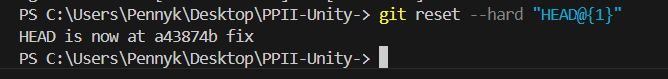 PS C:\Users\Pennyk\Desktop\PPII-Unity-> git reset --hard "HEAD@{1}"
HEAD is now at a43874b fix
PS C:\Users\Pennyk\Desktop\PPII-Unity->